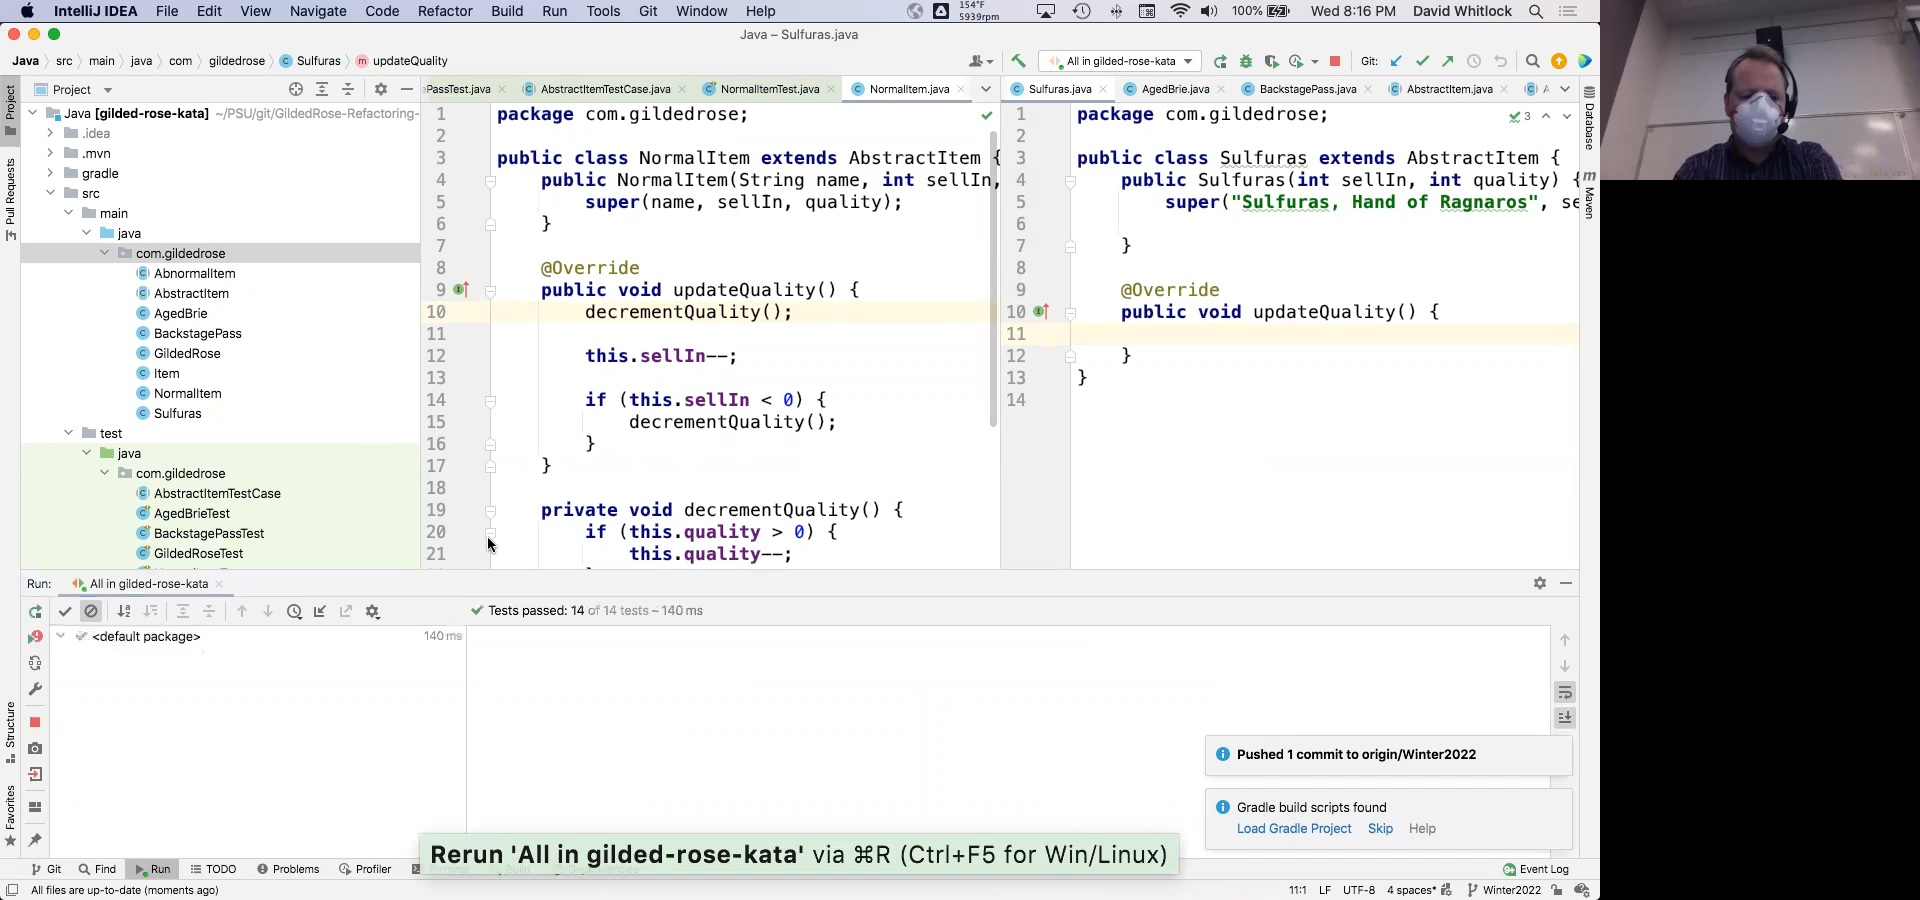 IntelliJ IDEA File Edit View Navigate Code Refactor Build Run Tools Git Window Help 154°F 5939rpm 100% Wed 8:16 PM David Whitlock
Java – Sulfuras.java
Java src main java com gildedrose Sulfuras updateQuality All in gilded-rose-kata Git:
Project ePassTest.java AbstractItemTestCase.java NormalItemTest.java NormalItem.java Sulfuras.java AgedBrie.java BackstagePass.java AbstractItem.java A
Project
Pull Requests
Structure
Favorites
Database
Maven
Java [gilded-rose-kata] ~/PSU/git/GildedRose-Refactoring-
.idea
.mvn
gradle
src
main
java
com.gildedrose
AbnormalItem
AbstractItem
AgedBrie
BackstagePass
GildedRose
Item
NormalItem
Sulfuras
test
java
com.gildedrose
AbstractItemTestCase
AgedBrieTest
BackstagePassTest
GildedRoseTest
1 package com.gildedrose;
2
3 public class NormalItem extends AbstractItem {
4 public NormalItem(String name, int sellIn,
5 super(name, sellIn, quality);
6 }
7
8 @Override
9 public void updateQuality() {
10 decrementQuality();
11
12 this.sellIn--;
13
14 if (this.sellIn < 0) {
15 decrementQuality();
16 }
17 }
18
19 private void decrementQuality() {
20 if (this.quality > 0) {
21 this.quality--;
3
1 package com.gildedrose;
2
3 public class Sulfuras extends AbstractItem {
4 public Sulfuras(int sellIn, int quality) {
5 super("Sulfuras, Hand of Ragnaros", se
6
7 }
8
9 @Override
10 public void updateQuality() {
11
12 }
13 }
14
Run: All in gilded-rose-kata
Tests passed: 14 of 14 tests – 140 ms
<default package> 140 ms
Pushed 1 commit to origin/Winter2022
Gradle build scripts found
Load Gradle Project Skip Help
Rerun 'All in gilded-rose-kata' via ⌘R (Ctrl+F5 for Win/Linux)
Git Find Run TODO Problems Profiler Event Log
All files are up-to-date (moments ago) 11:1 LF UTF-8 4 spaces* Winter2022